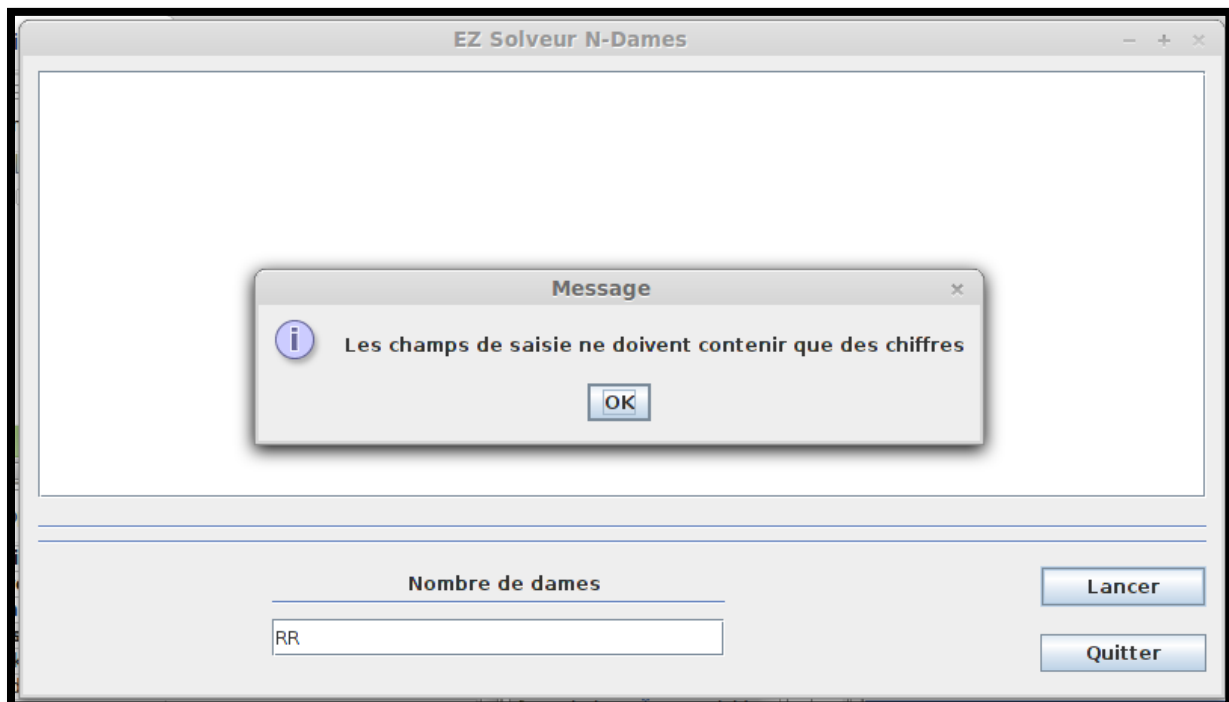 EZ Solveur N-Dames
Message
Les champs de saisie ne doivent contenir que des chiffres
OK
Nombre de dames
Lancer
RR
Quitter